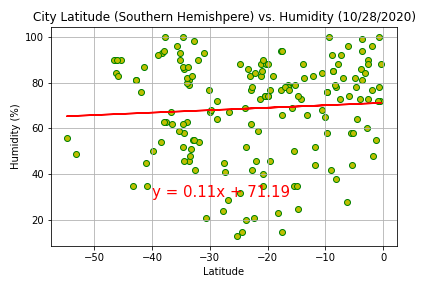 City Latitude (Southern Hemishpere) vs. Humidity (10/28/2020)
100
80
60
40
20
Humidity (%)
y = 0.11x + 71.19
−50
−40
−30
−20
−10
0
Latitude